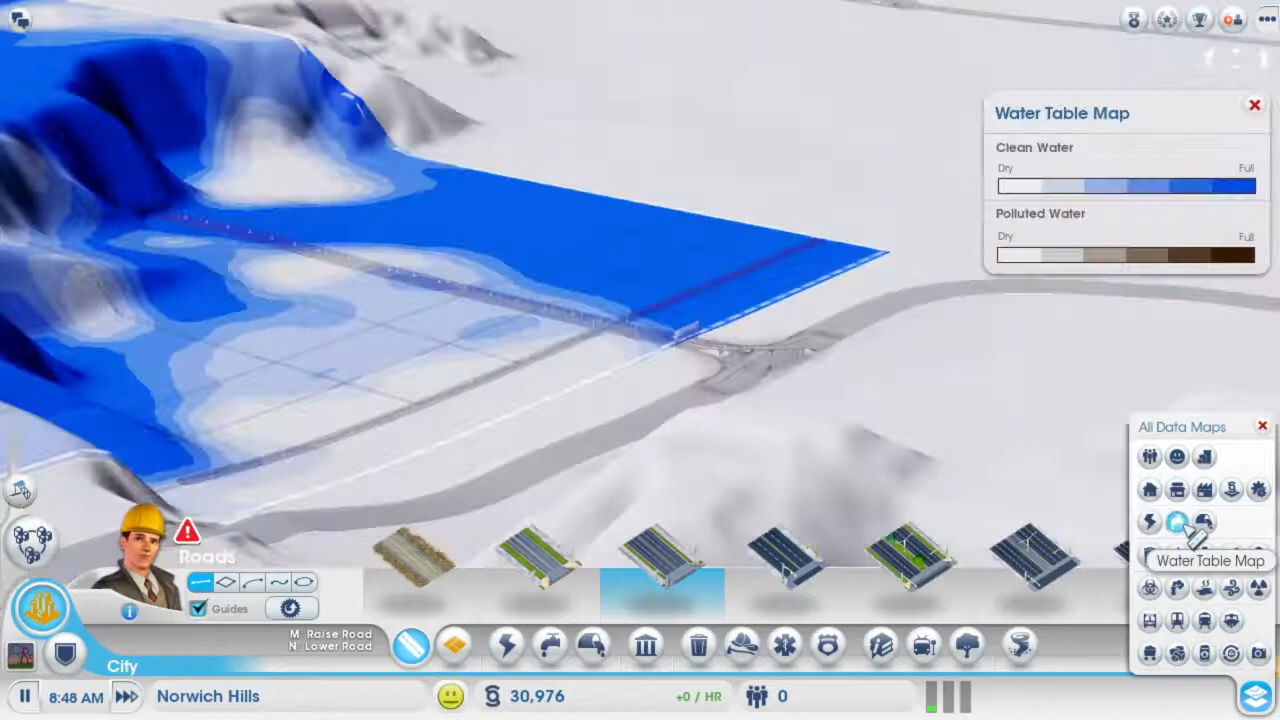 Water Table Map
Clean Water
Dry Full
Polluted Water
Dry Full
All Data Maps
Water Table Map
Roads
Guides
M: Raise Road
N: Lower Road
City
8:48 AM Norwich Hills 30,976 +0 / HR 0